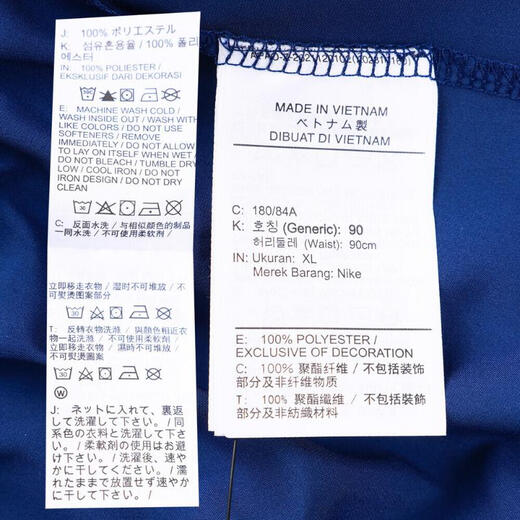 J: 100% ポリエステル
K: 섬유혼용율 / 100% 폴리
에스터
IN: 100% POLYESTER /
EKSKLUSIF DARI DEKORASI
E: MACHINE WASH COLD /
WASH INSIDE OUT / WASH WITH
LIKE COLORS / DO NOT USE
SOFTENERS / REMOVE
IMMEDIATELY / DO NOT ALLOW
TO LAY ON ITSELF WHEN WET /
DO NOT BLEACH / TUMBLE DRY
LOW / COOL IRON / DO NOT
IRON DESIGN / DO NOT DRY
CLEAN
C: 反面水洗 / 与相似颜色的制品
一同水洗 / 不可使用柔软剂 /
立即移走衣物 / 湿时不可堆放 / 不
可熨烫图案部分
T: 反轉衣物洗滌 / 與顏色相近衣
物一起洗滌 / 不可使用柔軟劑 /
立即移走衣物 / 濕時不可堆放 / 不
可熨燙圖案部分
J: ネットに入れて、裏返
して洗濯して下さい。/ 同
系色の衣料と洗濯して下
さい。/ 柔軟剤の使用はお避
け下さい。/ 洗濯後、速や
かに干して下さい。/ 濡
れたままで放置せず速やか
に干して下さい。
MADE IN VIETNAM
ベトナム製
DIBUAT DI VIETNAM
C: 180/84A
K: 호칭 (Generic): 90
허리둘레 (Waist): 90cm
IN: Ukuran: XL
Merek Barang: Nike
E: 100% POLYESTER /
EXCLUSIVE OF DECORATION
C: 100% 聚酯纤维 / 不包括装饰
部分及非纤维物质
T: 100% 聚酯纖維 / 不包括裝飾
部分及非紡織材料